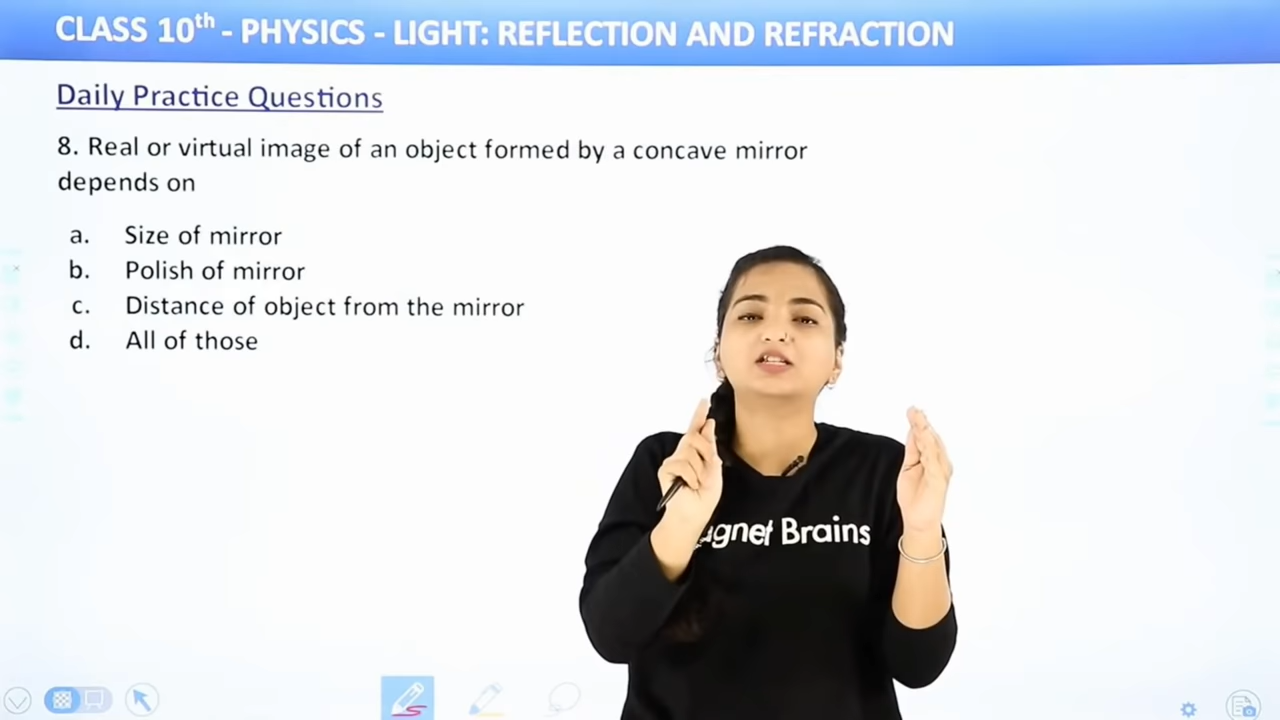 CLASS 10th - PHYSICS - LIGHT: REFLECTION AND REFRACTION
Daily Practice Questions
8. Real or virtual image of an object formed by a concave mirror
depends on
a. Size of mirror
b. Polish of mirror
c. Distance of object from the mirror
d. All of those
agnet Brains